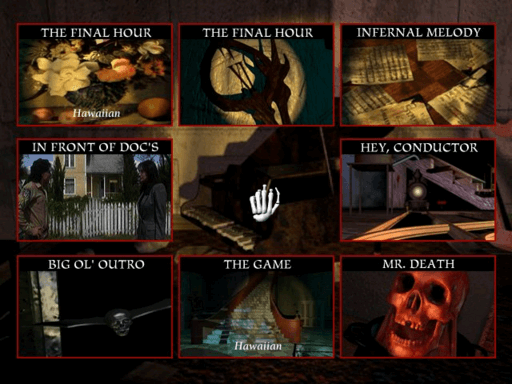 THE FINAL HOUR
THE FINAL HOUR
INFERNAL MELODY
Hawaiian
IN FRONT OF DOC'S
HEY, CONDUCTOR
BIG OL' OUTRO
THE GAME
MR. DEATH
Hawaiian